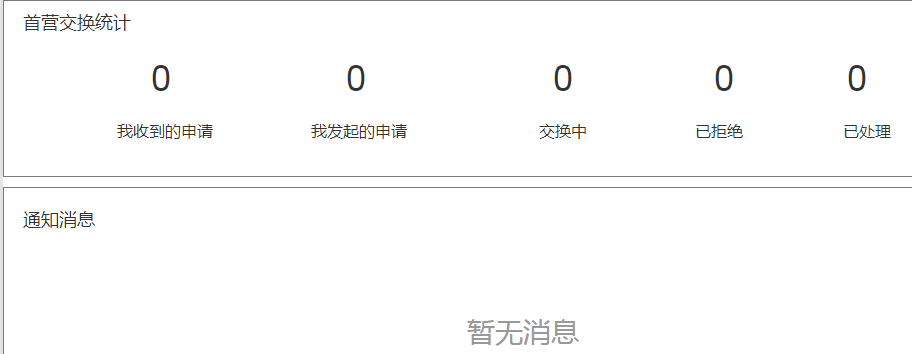 首营交换统计
0 0 0 0 0
我收到的申请 我发起的申请 交换中 已拒绝 已处理
通知消息
暂无消息